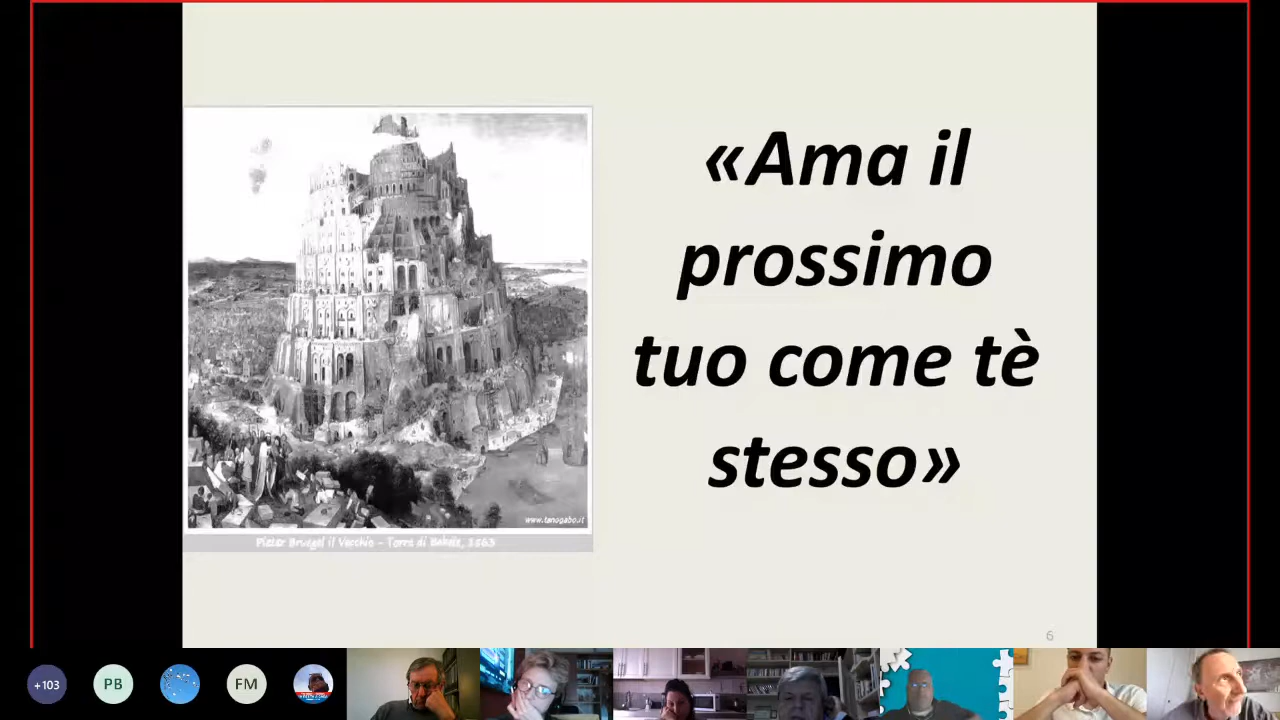 «Ama il
prossimo
tuo come tè
stesso»
www.tanogabo.it
Pieter Bruegel il Vecchio - Torre di Babele, 1563
6
+103
PB
FM